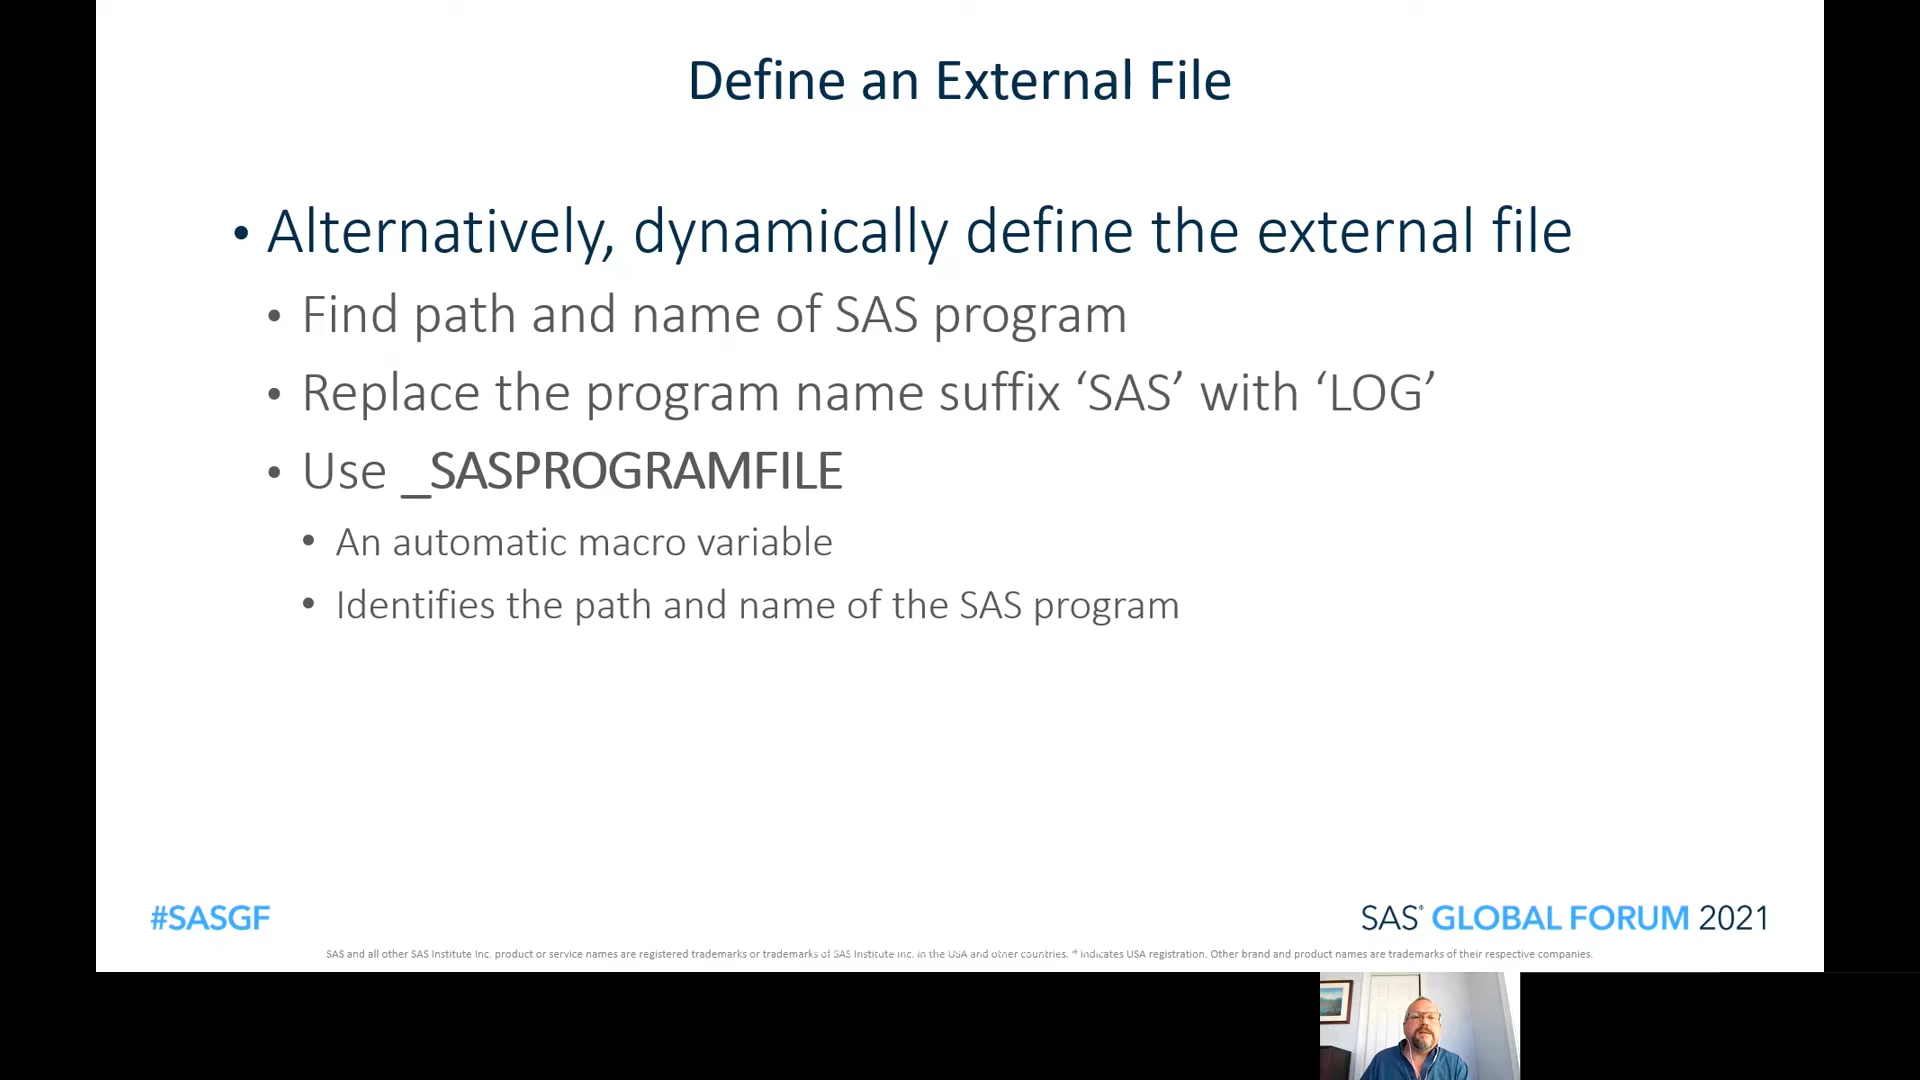 Define an External File
• Alternatively, dynamically define the external file
• Find path and name of SAS program
• Replace the program name suffix ‘SAS’ with ‘LOG’
• Use _SASPROGRAMFILE
• An automatic macro variable
• Identifies the path and name of the SAS program
#SASGF
SAS® GLOBAL FORUM 2021
SAS and all other SAS Institute Inc. product or service names are registered trademarks or trademarks of SAS Institute Inc. in the USA and other countries. ® indicates USA registration. Other brand and product names are trademarks of their respective companies.